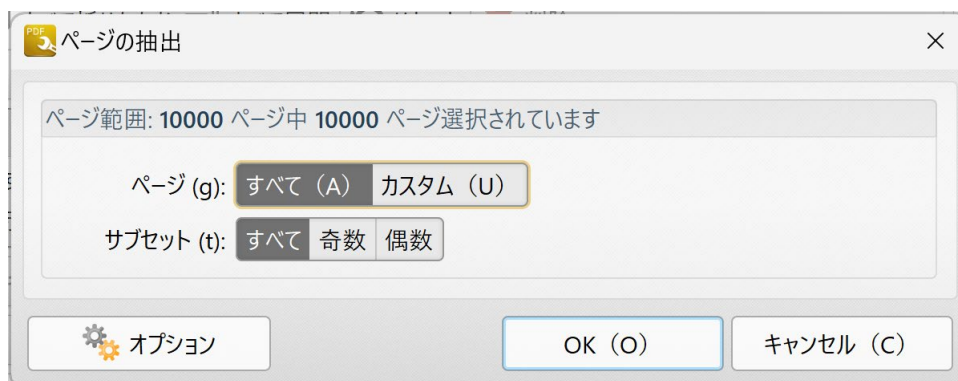 PDF ページの抽出
ページ範囲: 10000 ページ中 10000 ページ選択されています
ページ (g): すべて (A) カスタム (U)
サブセット (t): すべて 奇数 偶数
オプション OK (O) キャンセル (C)